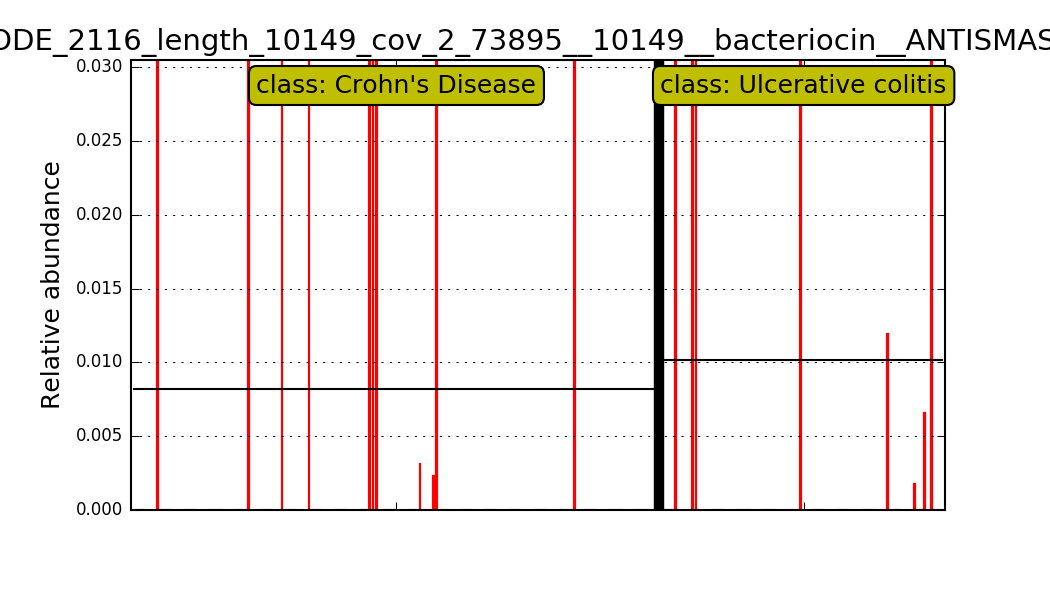 ODE_2116_length_10149_cov_2_73895__10149__bacteriocin__ANTISMAS
class: Crohn's Disease
class: Ulcerative colitis
Relative abundance
0.030
0.025
0.020
0.015
0.010
0.005
0.000